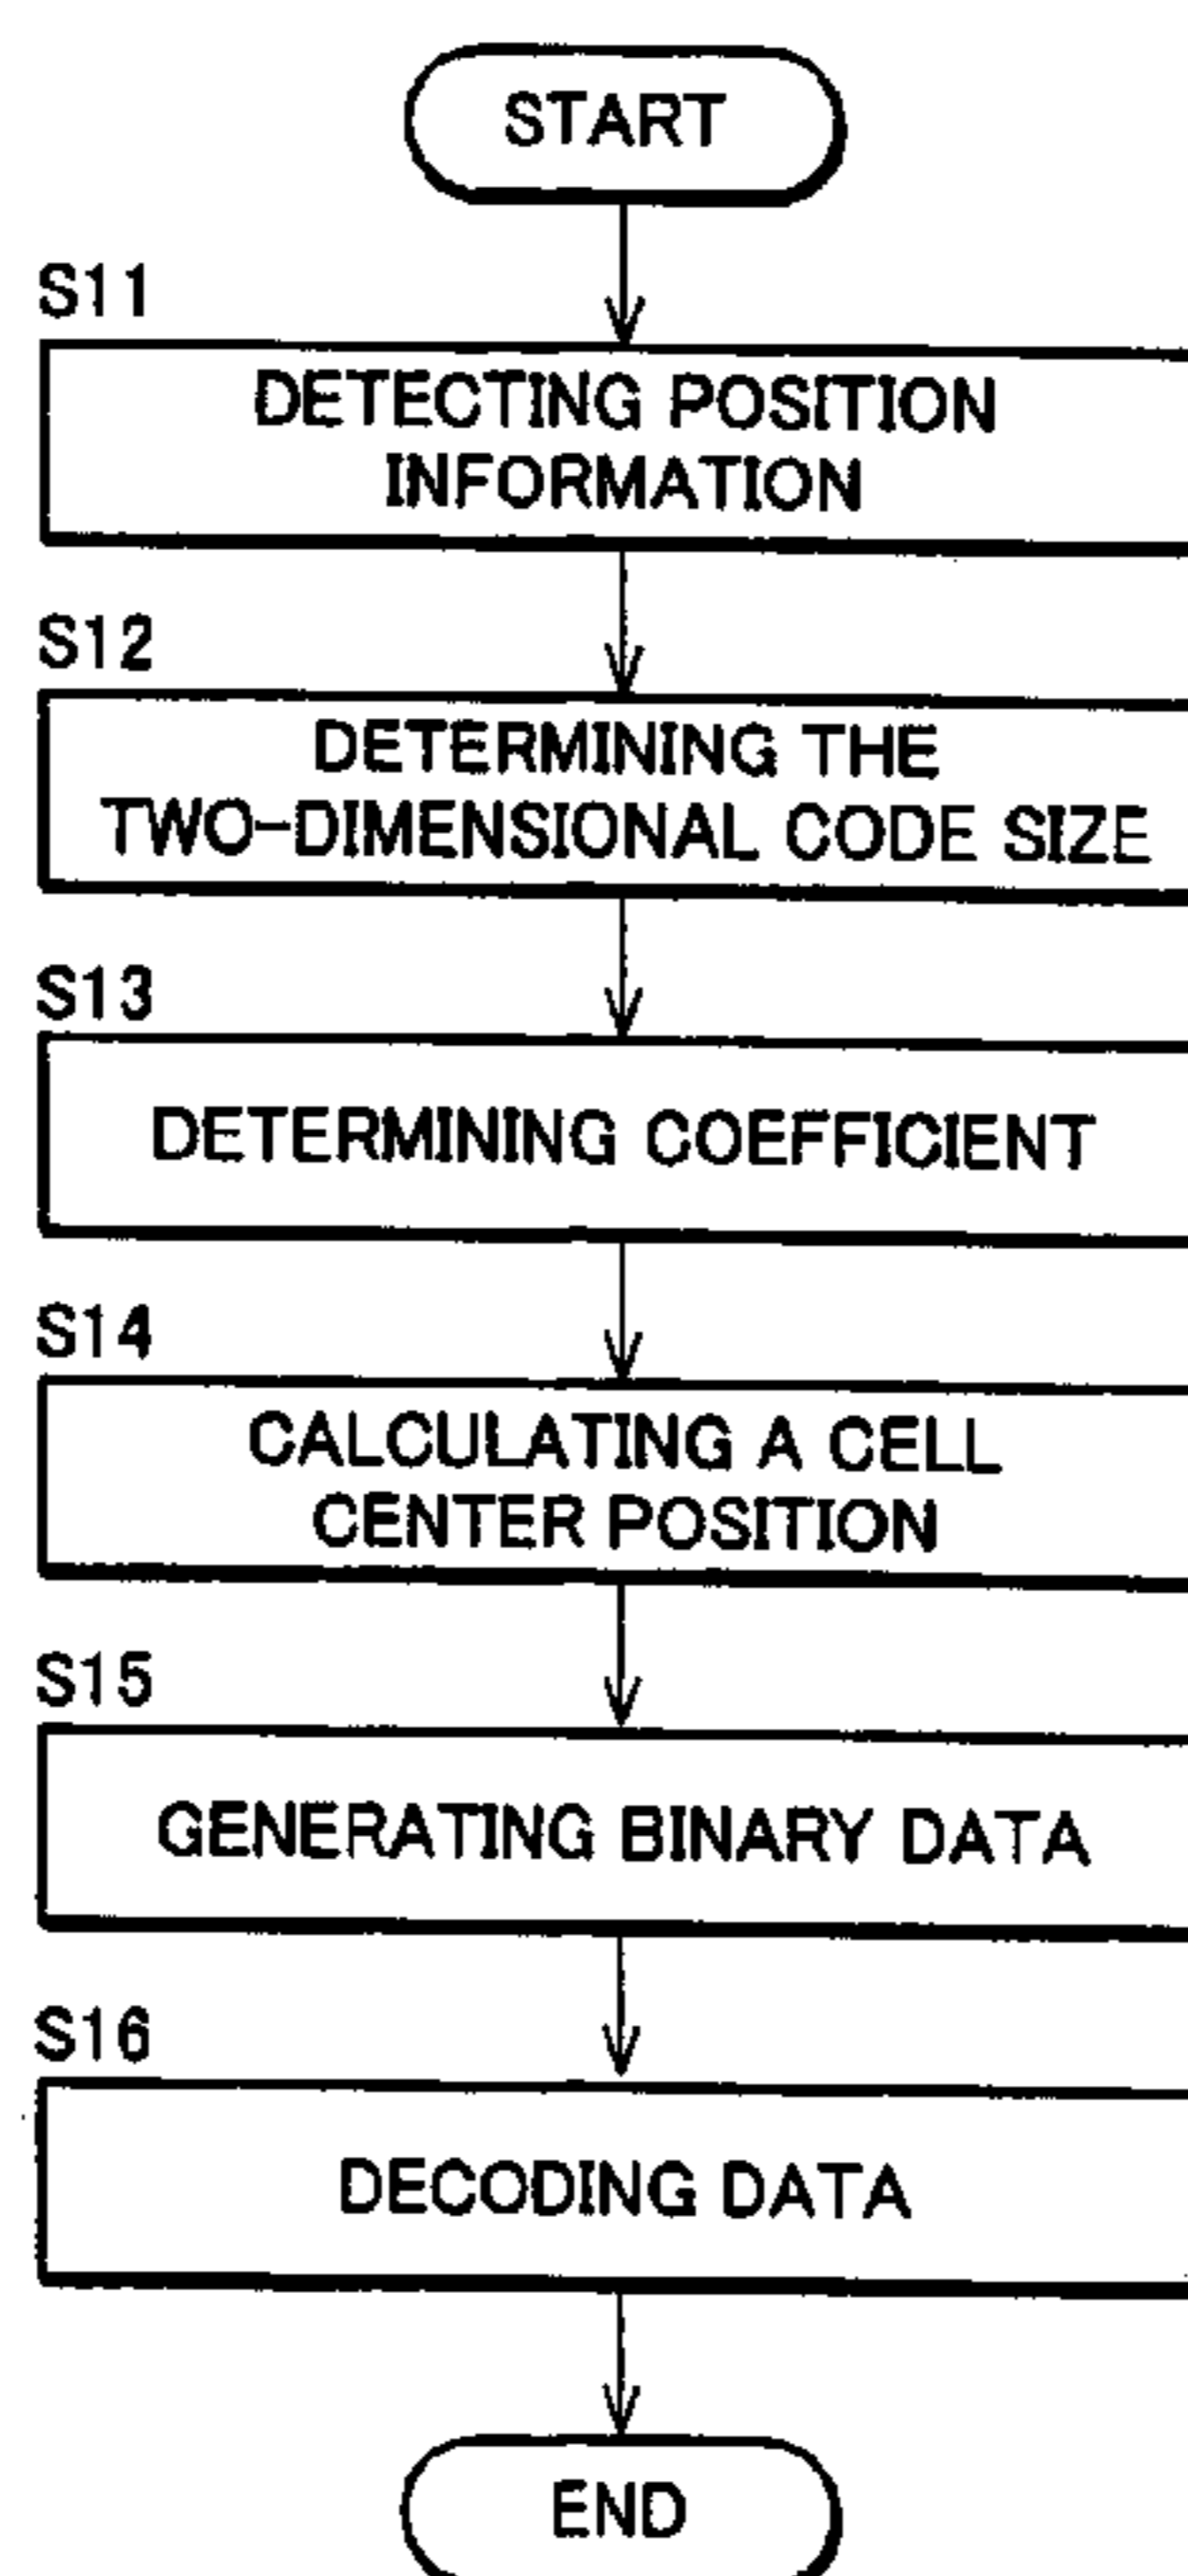 START
S11
DETECTING POSITION
INFORMATION
S12
DETERMINING THE
TWO-DIMENSIONAL CODE SIZE
S13
DETERMINING COEFFICIENT
S14
CALCULATING A CELL
CENTER POSITION
S15
GENERATING BINARY DATA
S16
DECODING DATA
END